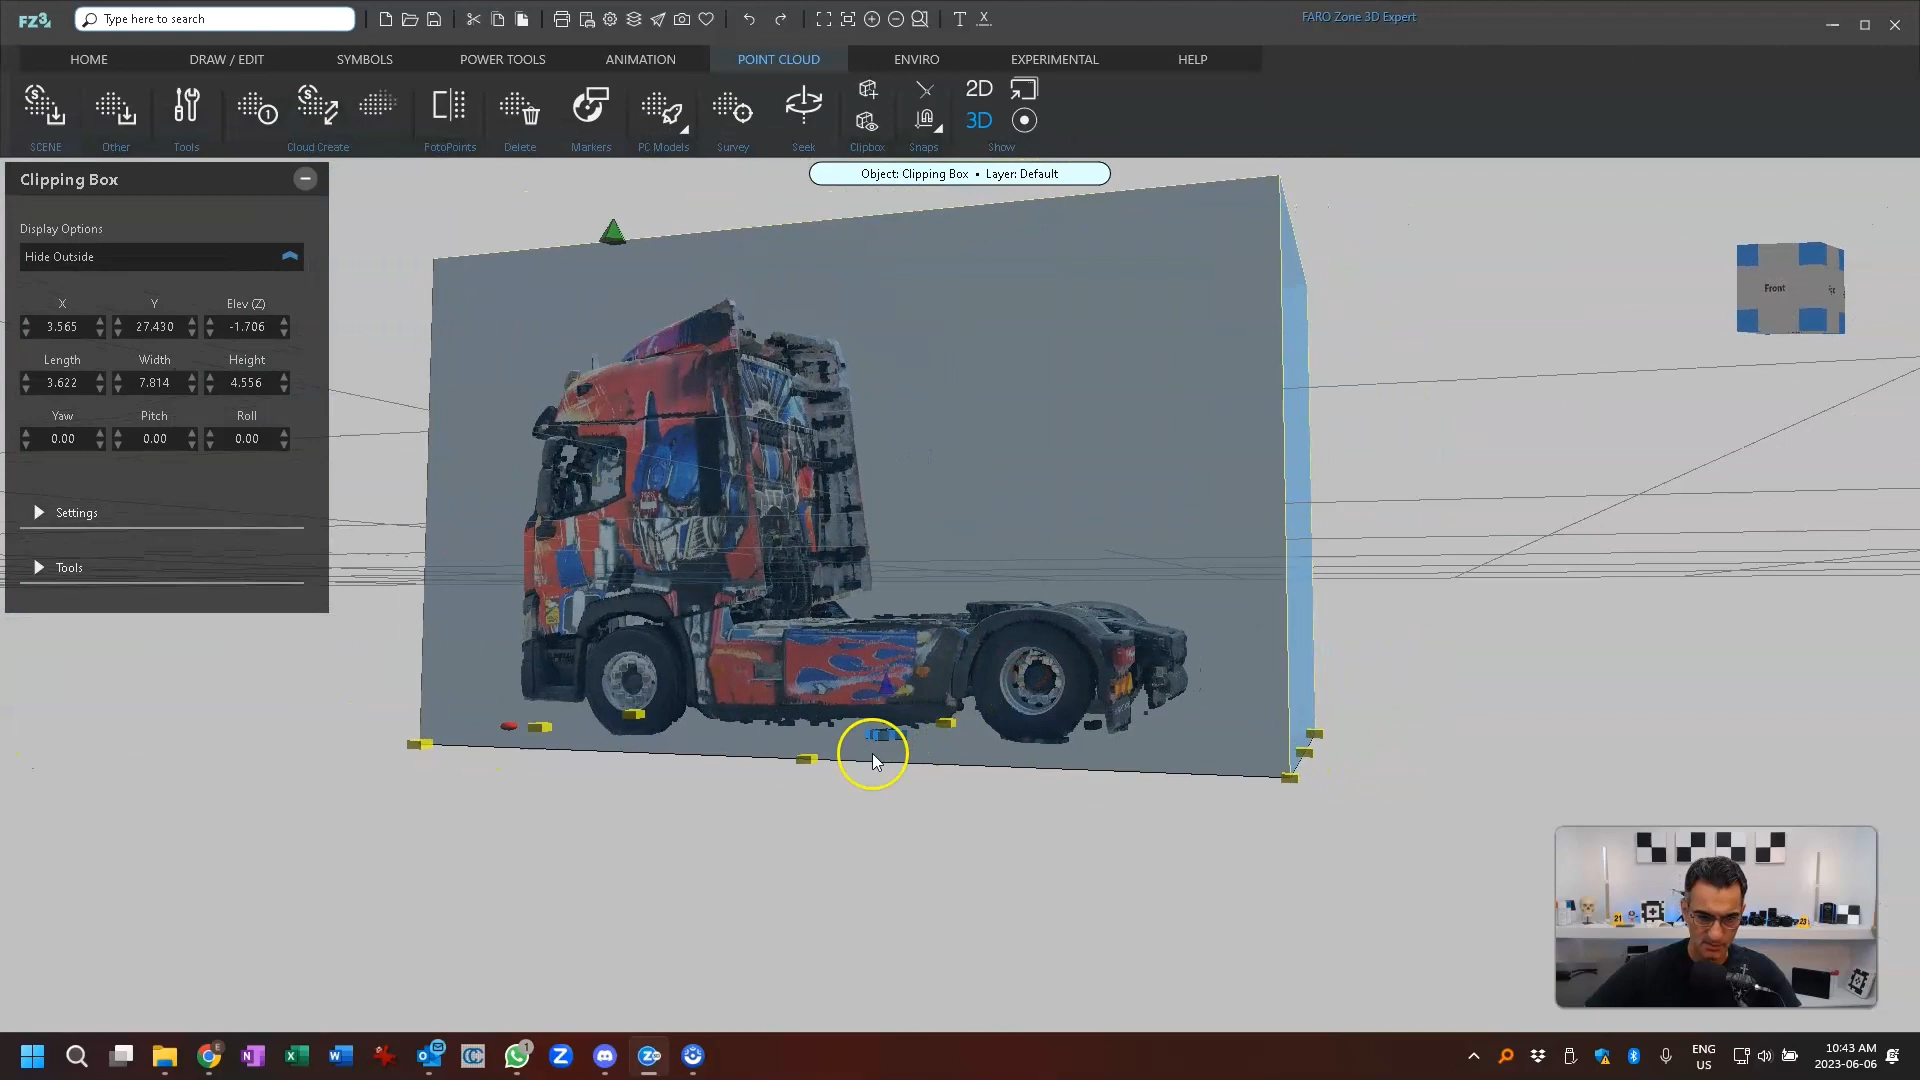 FZ3
Type here to search
FARO Zone 3D Expert
HOME
DRAW / EDIT
SYMBOLS
POWER TOOLS
ANIMATION
POINT CLOUD
ENVIRO
EXPERIMENTAL
HELP
2D
3D
SCENE
Other
Tools
Cloud Create
FotoPoints
Delete
Markers
PC Models
Survey
Seek
Clipbox
Snaps
Show
Object: Clipping Box • Layer: Default
Clipping Box
Display Options
Hide Outside
X
Y
Elev (Z)
3.565
27.430
-1.706
Length
Width
Height
3.622
7.814
4.556
Yaw
Pitch
Roll
0.00
0.00
0.00
Settings
Tools
Front
21
23
ENG
US
10:43 AM
2023-06-06